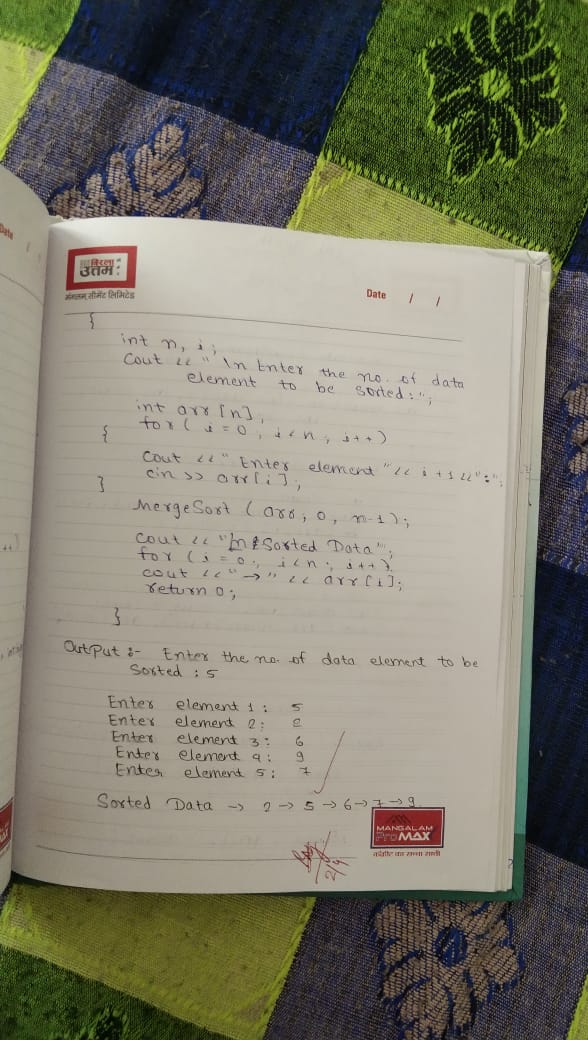 बिरला
उत्तम
मंगलम् सीमेंट लिमिटेड
Date / /
{
int n, i;
Cout << " \n Enter the no. of data
element to be sorted:";
int arr [n];
for( i = 0 ; i < n ; i++)
{
Cout << " Enter element " << i + 1 << ":";
cin >> arr[i];
}
MergeSort ( arr, 0, n-1);
cout << "\n Sorted Data";
for (i = 0; i<n; i++)
cout << " → " << arr [i];
return 0;
}
OutPut :- Enter the no. of data element to be
Sorted : 5
Enter element 1 : 5
Enter element 2 : 2
Enter element 3 : 6
Enter element 4 : 9
Enter element 5 : 7
Sorted Data → 2 → 5 → 6 → 7 → 9
MANGALAM
ProMAX
कंक्रीट का सच्चा साथी
2/9
Date
MAX